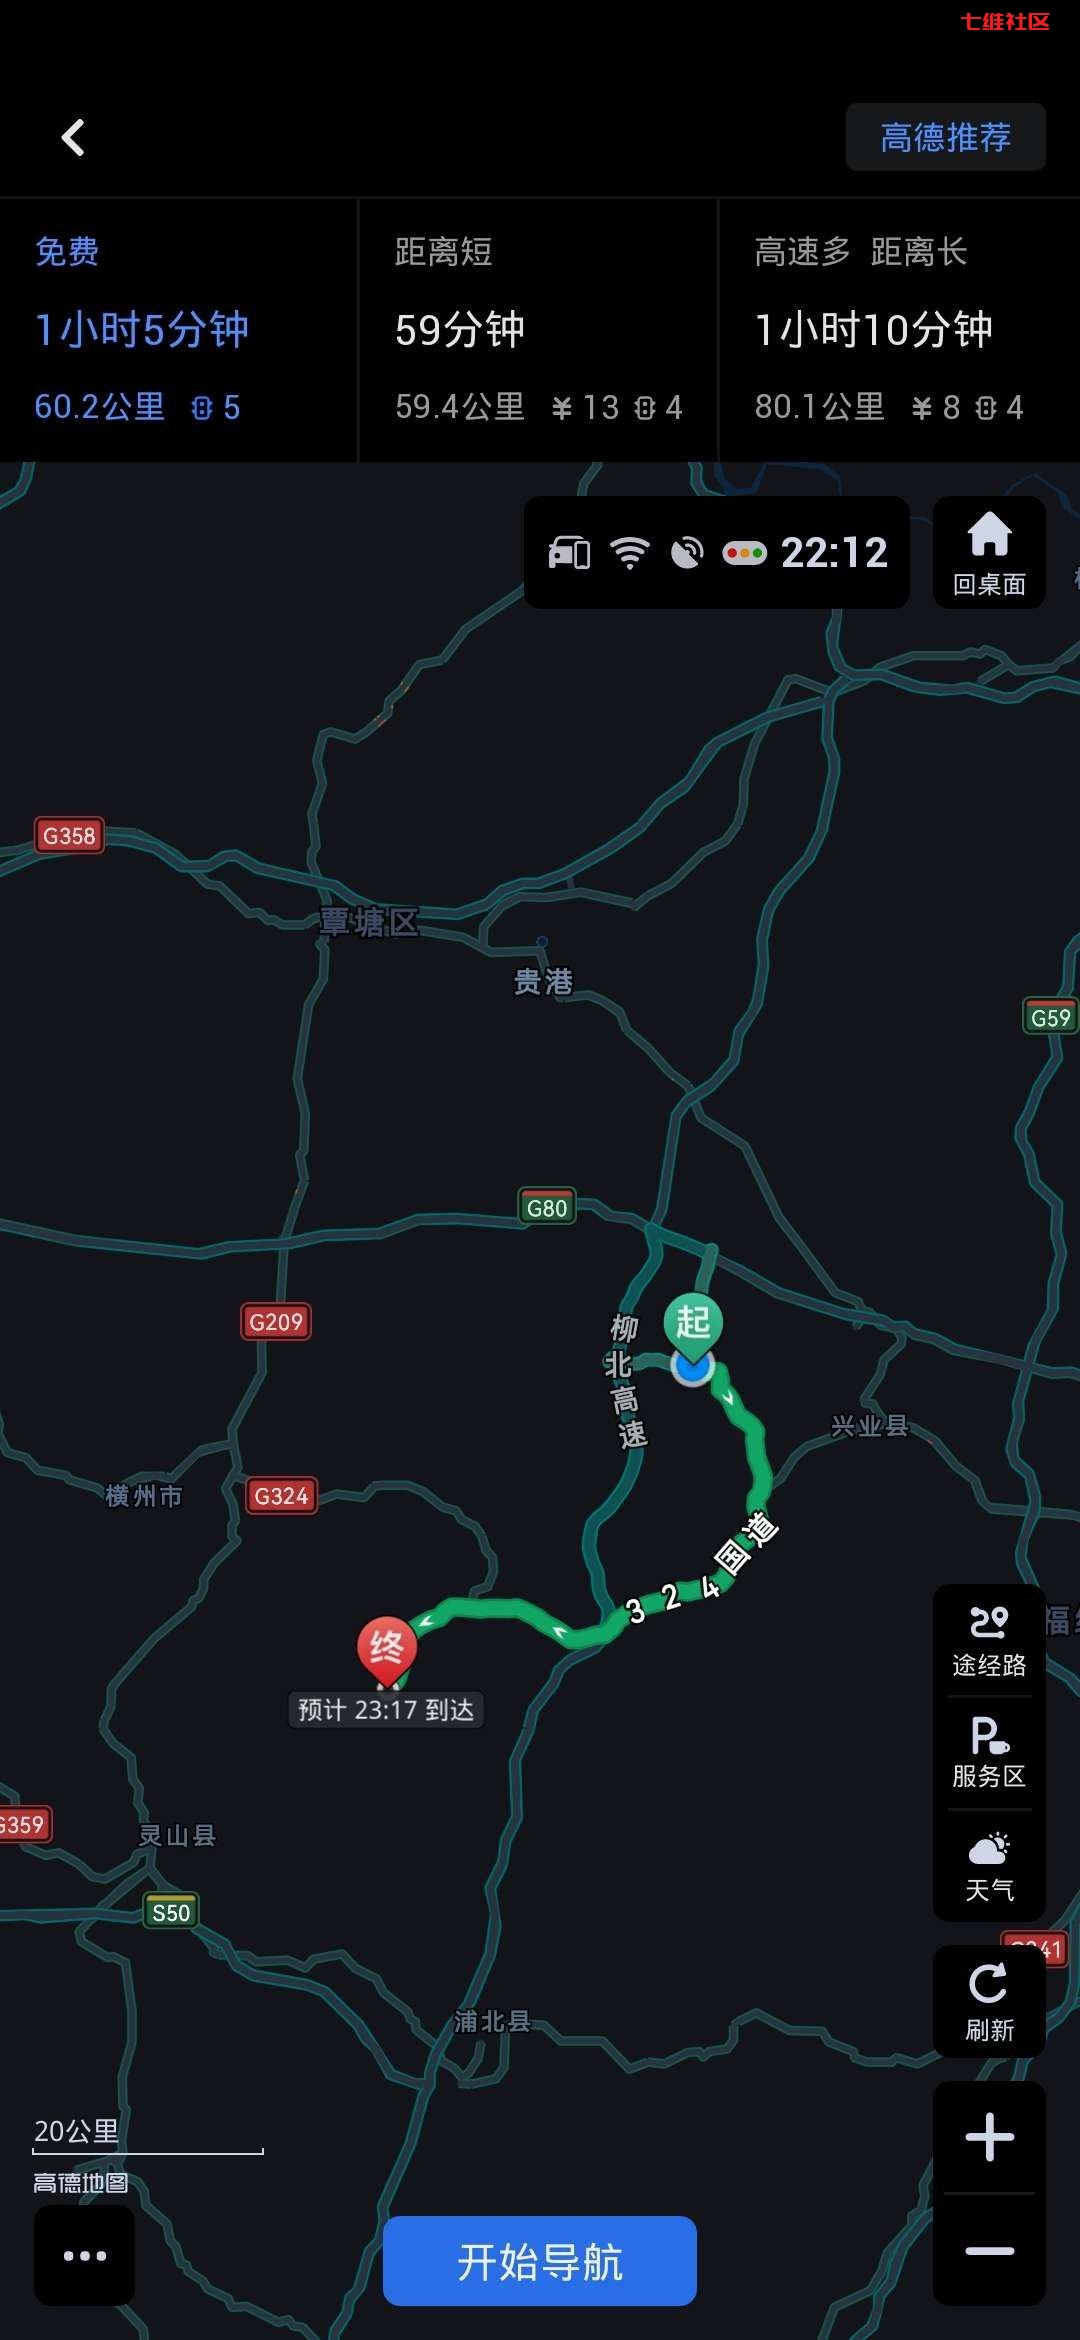 七维社区
高德推荐
免费
1小时5分钟
60.2公里 5
距离短
59分钟
59.4公里 ¥ 13 4
高速多 距离长
1小时10分钟
80.1公里 ¥ 8 4
22:12
回桌面
G358
覃塘区
贵港
G59
G80
G209
起
柳北高速
兴业县
横州市
G324
324国道
终
预计 23:17 到达
途经路
服务区
天气
G359
灵山县
S50
刷新
浦北县
20公里
高德地图
开始导航